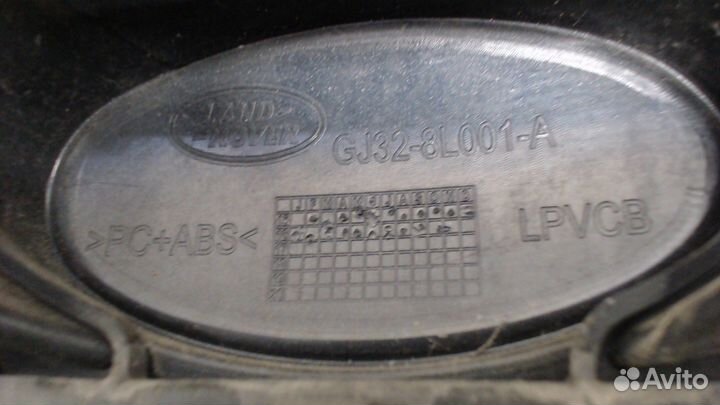 LAND-
-ROVER
GJ32-8L001-A
>PC+ABS<
LPVCB
Avito